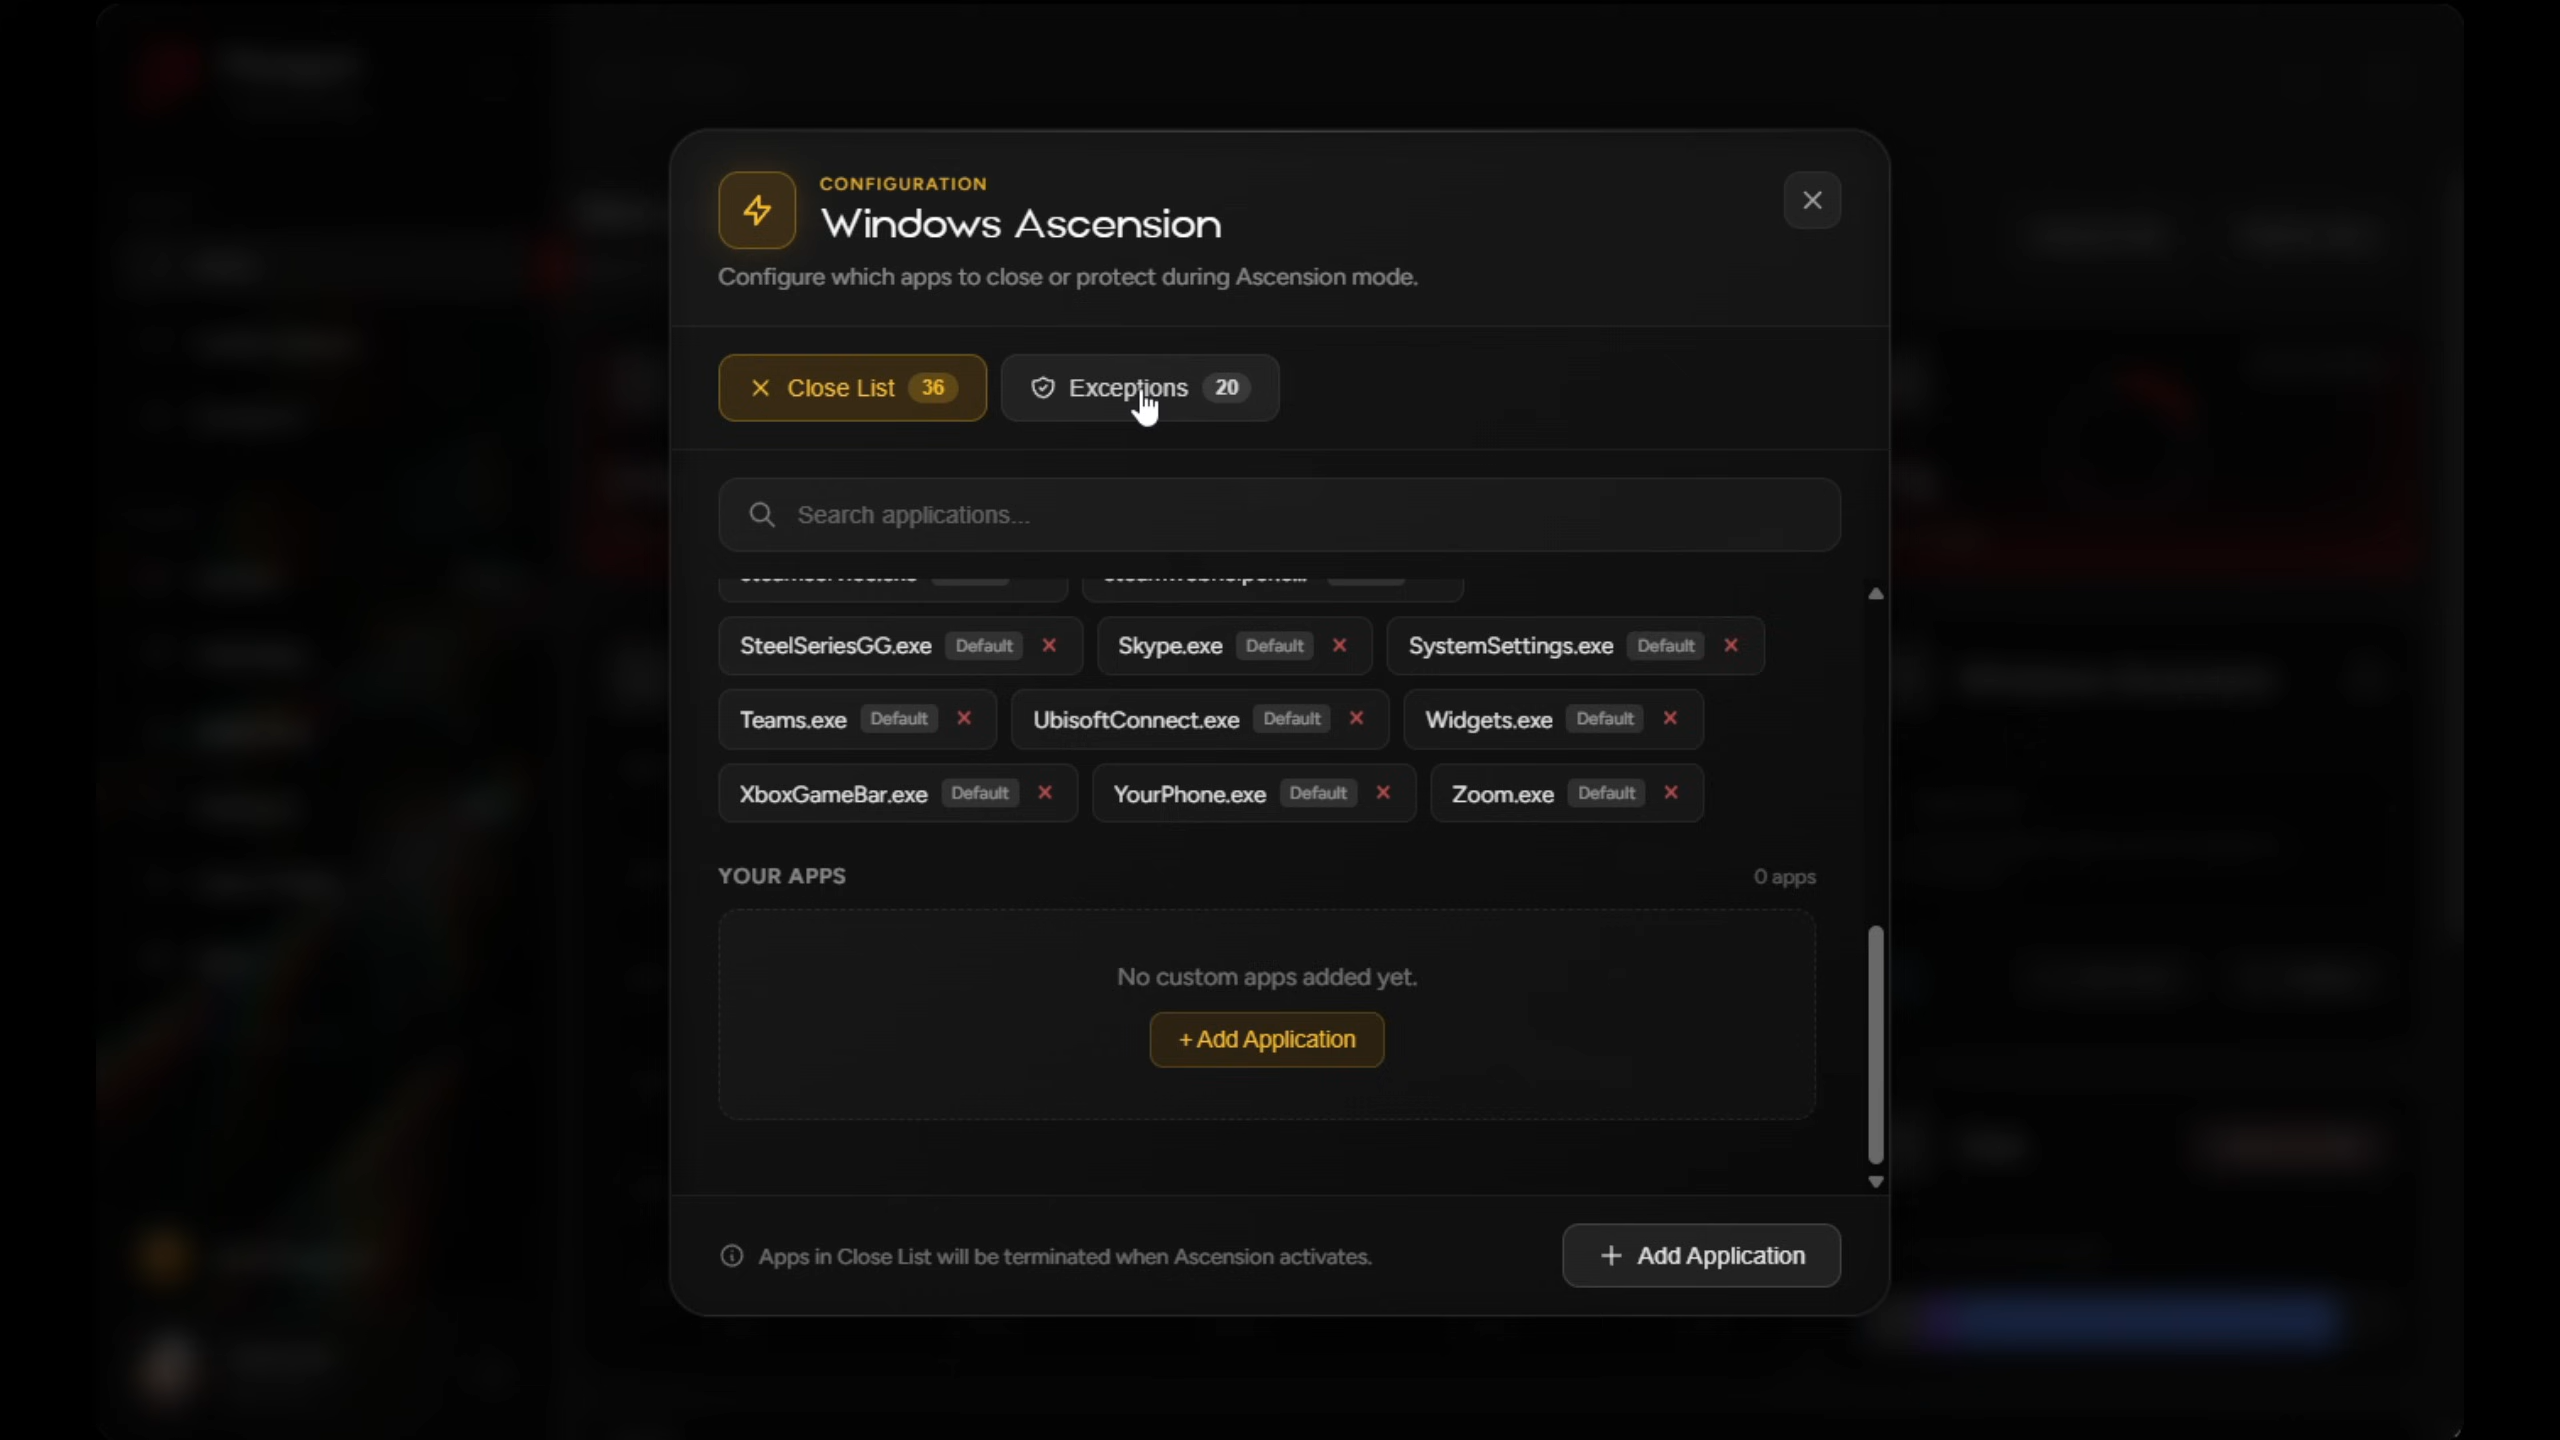 CONFIGURATION
Windows Ascension
Configure which apps to close or protect during Ascension mode.
Close List 36
Exceptions 20
Search applications...
SteelSeriesGG.exe Default
Skype.exe Default
SystemSettings.exe Default
Teams.exe Default
UbisoftConnect.exe Default
Widgets.exe Default
XboxGameBar.exe Default
YourPhone.exe Default
Zoom.exe Default
YOUR APPS
0 apps
No custom apps added yet.
+ Add Application
Apps in Close List will be terminated when Ascension activates.
+ Add Application